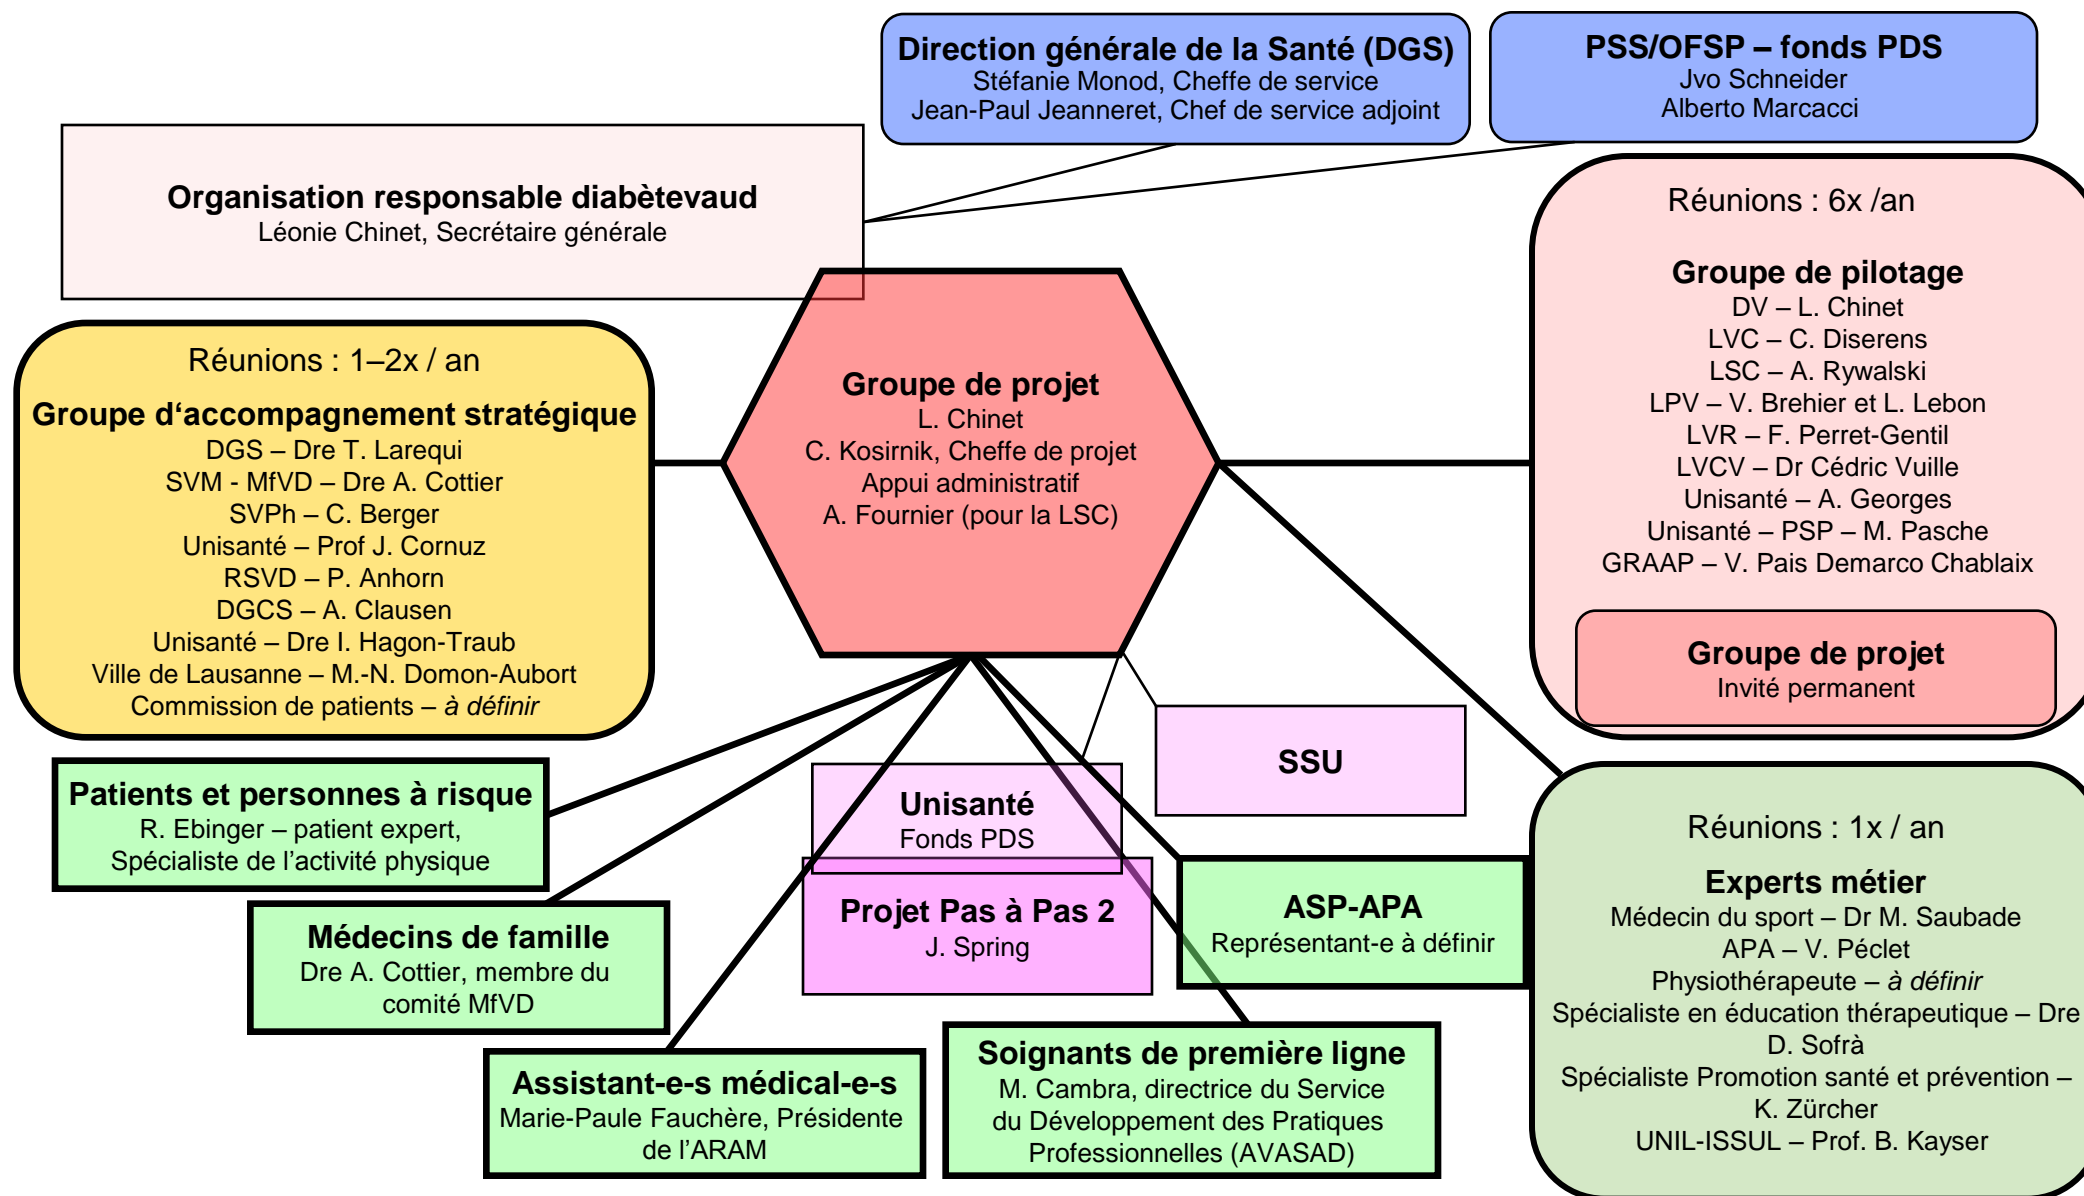 Direction générale de la Santé (DGS)
Stéfanie Monod, Cheffe de service
Jean-Paul Jeanneret, Chef de service adjoint
PSS/OFSP – fonds PDS
Jvo Schneider
Alberto Marcacci
Organisation responsable diabètevaud
Léonie Chinet, Secrétaire générale
Réunions : 6x /an
Groupe de pilotage
DV – L. Chinet
LVC – C. Diserens
LSC – A. Rywalski
LPV – V. Brehier et L. Lebon
LVR – F. Perret-Gentil
LVCV – Dr Cédric Vuille
Unisanté – A. Georges
Unisanté – PSP – M. Pasche
GRAAP – V. Pais Demarco Chablaix
Groupe de projet
Invité permanent
Réunions : 1–2x / an
Groupe d‘accompagnement stratégique
DGS – Dre T. Larequi
SVM - MfVD – Dre A. Cottier
SVPh – C. Berger
Unisanté – Prof J. Cornuz
RSVD – P. Anhorn
DGCS – A. Clausen
Unisanté – Dre I. Hagon-Traub
Ville de Lausanne – M.-N. Domon-Aubort
Commission de patients – à définir
Groupe de projet
L. Chinet
C. Kosirnik, Cheffe de projet
Appui administratif
A. Fournier (pour la LSC)
SSU
Unisanté
Fonds PDS
Projet Pas à Pas 2
J. Spring
Patients et personnes à risque
R. Ebinger – patient expert,
Spécialiste de l’activité physique
Médecins de famille
Dre A. Cottier, membre du
comité MfVD
Assistant-e-s médical-e-s
Marie-Paule Fauchère, Présidente
de l’ARAM
Soignants de première ligne
M. Cambra, directrice du Service
du Développement des Pratiques
Professionnelles (AVASAD)
ASP-APA
Représentant-e à définir
Réunions : 1x / an
Experts métier
Médecin du sport – Dr M. Saubade
APA – V. Péclet
Physiothérapeute – à définir
Spécialiste en éducation thérapeutique – Dre
D. Sofrà
Spécialiste Promotion santé et prévention –
K. Zürcher
UNIL-ISSUL – Prof. B. Kayser